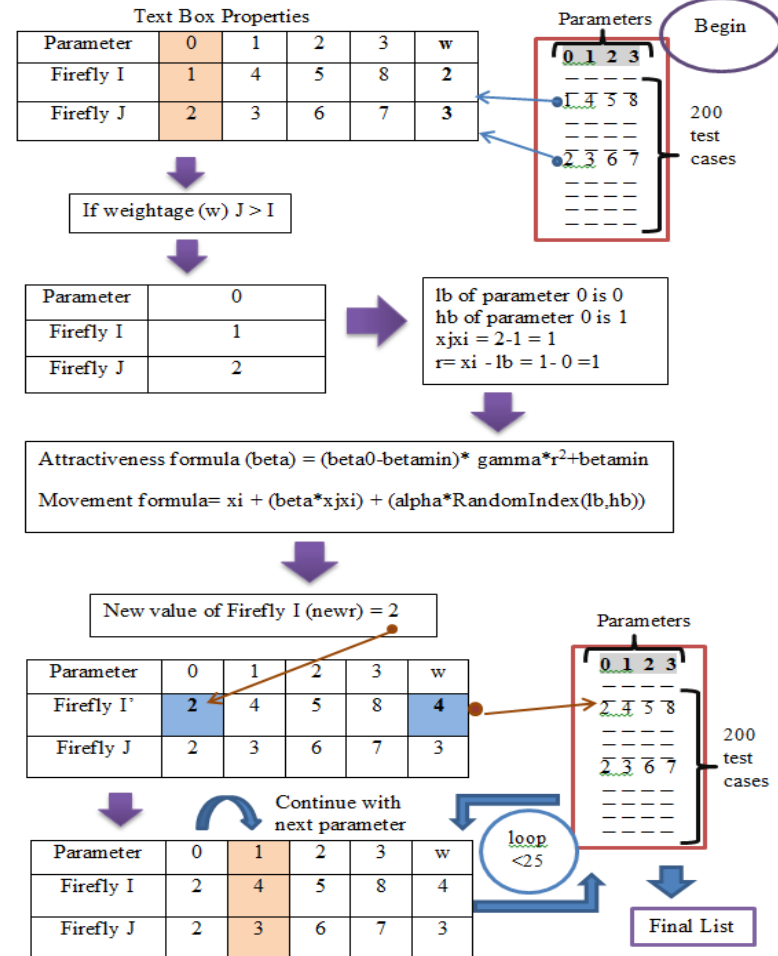 Text Box Properties
Parameter 0 1 2 3 w
Firefly I 1 4 5 8 2
Firefly J 2 3 6 7 3
Parameters
0 1 2 3
1 4 5 8
2 3 6 7
200
test
cases
Begin
If weightage (w) J > I
Parameter 0
Firefly I 1
Firefly J 2
lb of parameter 0 is 0
hb of parameter 0 is 1
xjxi = 2-1 = 1
r= xi - lb = 1- 0 =1
Attractiveness formula (beta) = (beta0-betamin)* gamma*r²+betamin
Movement formula= xi + (beta*xjxi) + (alpha*RandomIndex(lb,hb))
New value of Firefly I (newr) = 2
Parameter 0 1 2 3 w
Firefly I’ 2 4 5 8 4
Firefly J 2 3 6 7 3
Parameters
0 1 2 3
2 4 5 8
2 3 6 7
200
test
cases
Continue with
next parameter
loop
<25
Parameter 0 1 2 3 w
Firefly I 2 4 5 8 4
Firefly J 2 3 6 7 3
Final List